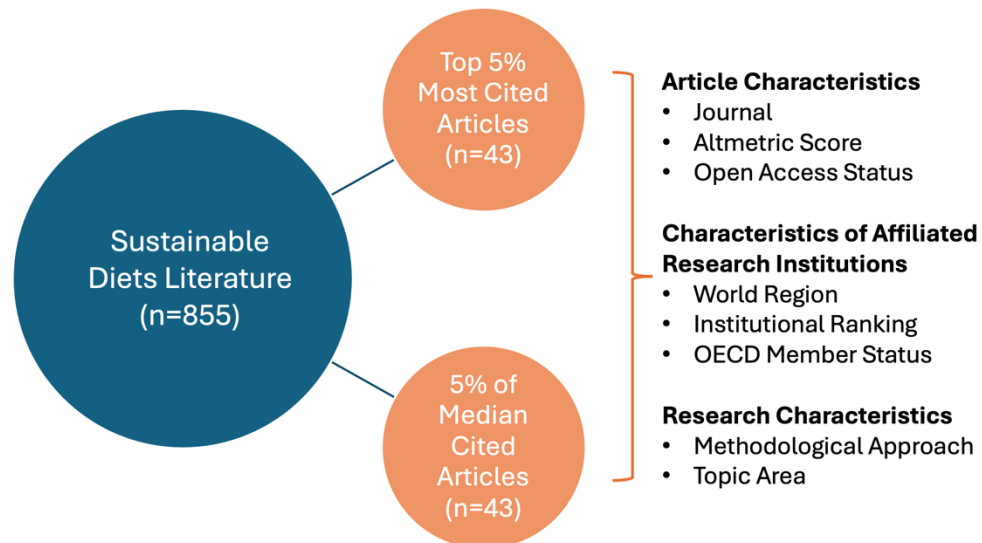 Sustainable
Diets Literature
(n=855)
Top 5%
Most Cited
Articles
(n=43)
5% of
Median
Cited
Articles
(n=43)
Article Characteristics
• Journal
• Altmetric Score
• Open Access Status
Characteristics of Affiliated
Research Institutions
• World Region
• Institutional Ranking
• OECD Member Status
Research Characteristics
• Methodological Approach
• Topic Area